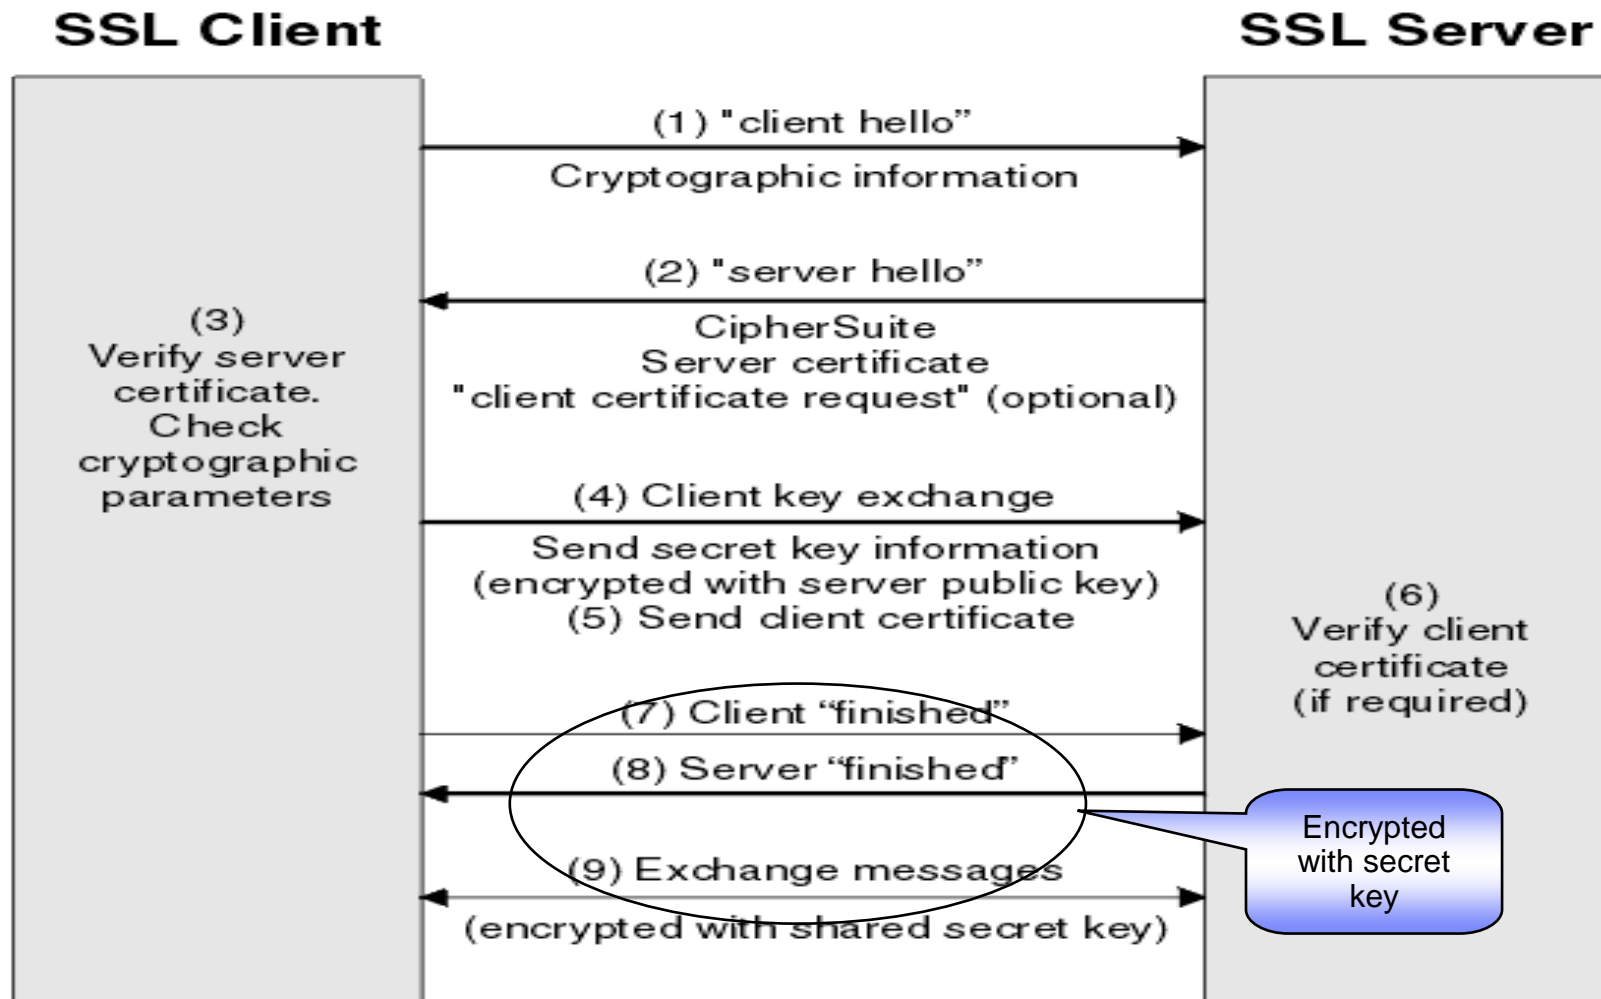 SSL Client
SSL Server
(1) "client hello”
Cryptographic information
(2) "server hello”
CipherSuite
Server certificate
"client certificate request" (optional)
(3)
Verify server
certificate.
Check
cryptographic
parameters
(4) Client key exchange
Send secret key information
(encrypted with server public key)
(5) Send client certificate
(6)
Verify client
certificate
(if required)
(7) Client “finished”
(8) Server “finished”
(9) Exchange messages
(encrypted with shared secret key)
Encrypted
with secret
key